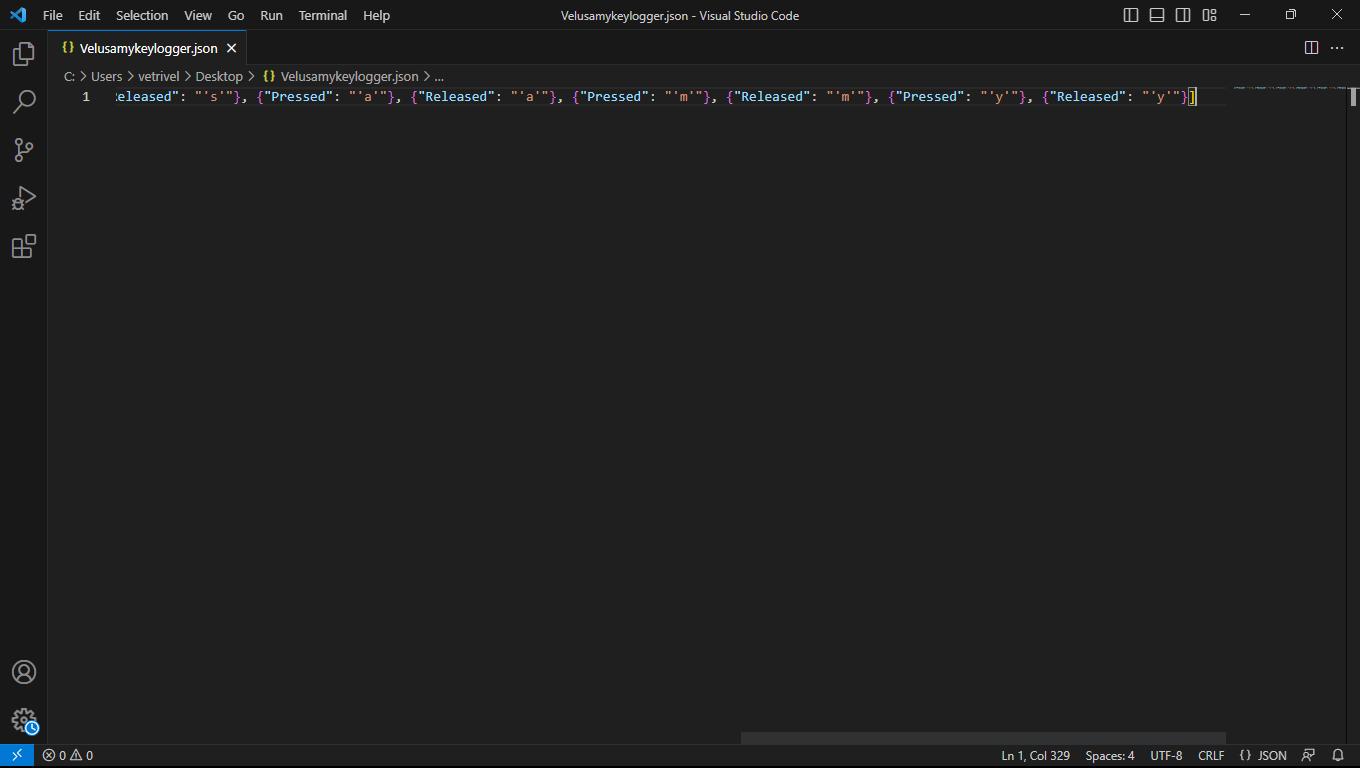 File Edit Selection View Go Run Terminal Help Velusamykeylogger.json - Visual Studio Code
{} Velusamykeylogger.json
C: > Users > vetrivel > Desktop > {} Velusamykeylogger.json > ...
1 eleased": "'s'"}, {"Pressed": "'a'"}, {"Released": "'a'"}, {"Pressed": "'m'"}, {"Released": "'m'"}, {"Pressed": "'y'"}, {"Released": "'y'"}]
0 0 Ln 1, Col 329 Spaces: 4 UTF-8 CRLF {} JSON